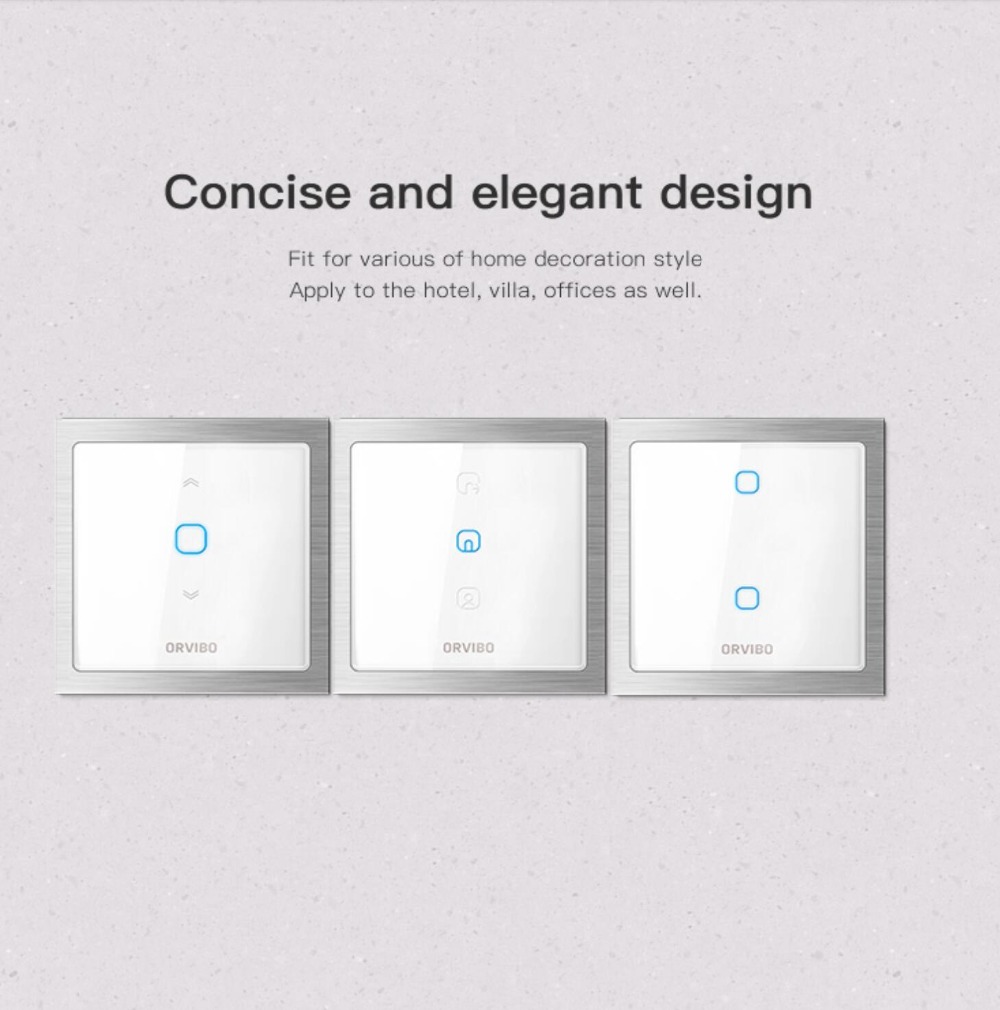 Concise and elegant design
Fit for various of home decoration style
Apply to the hotel, villa, offices as well.
ORVIBO
ORVIBO
ORVIBO